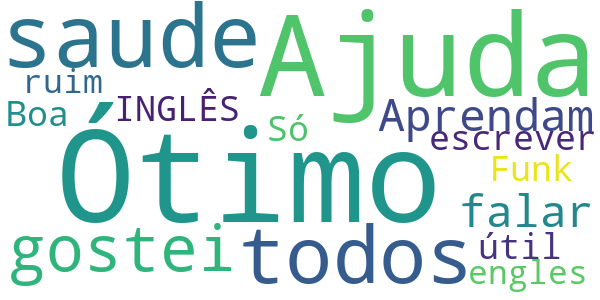 saude Ajuda
ruim
Boa INGLÊS Aprendam
Só escrever
Ótimo Funk
falar
gostei todos útil
engles